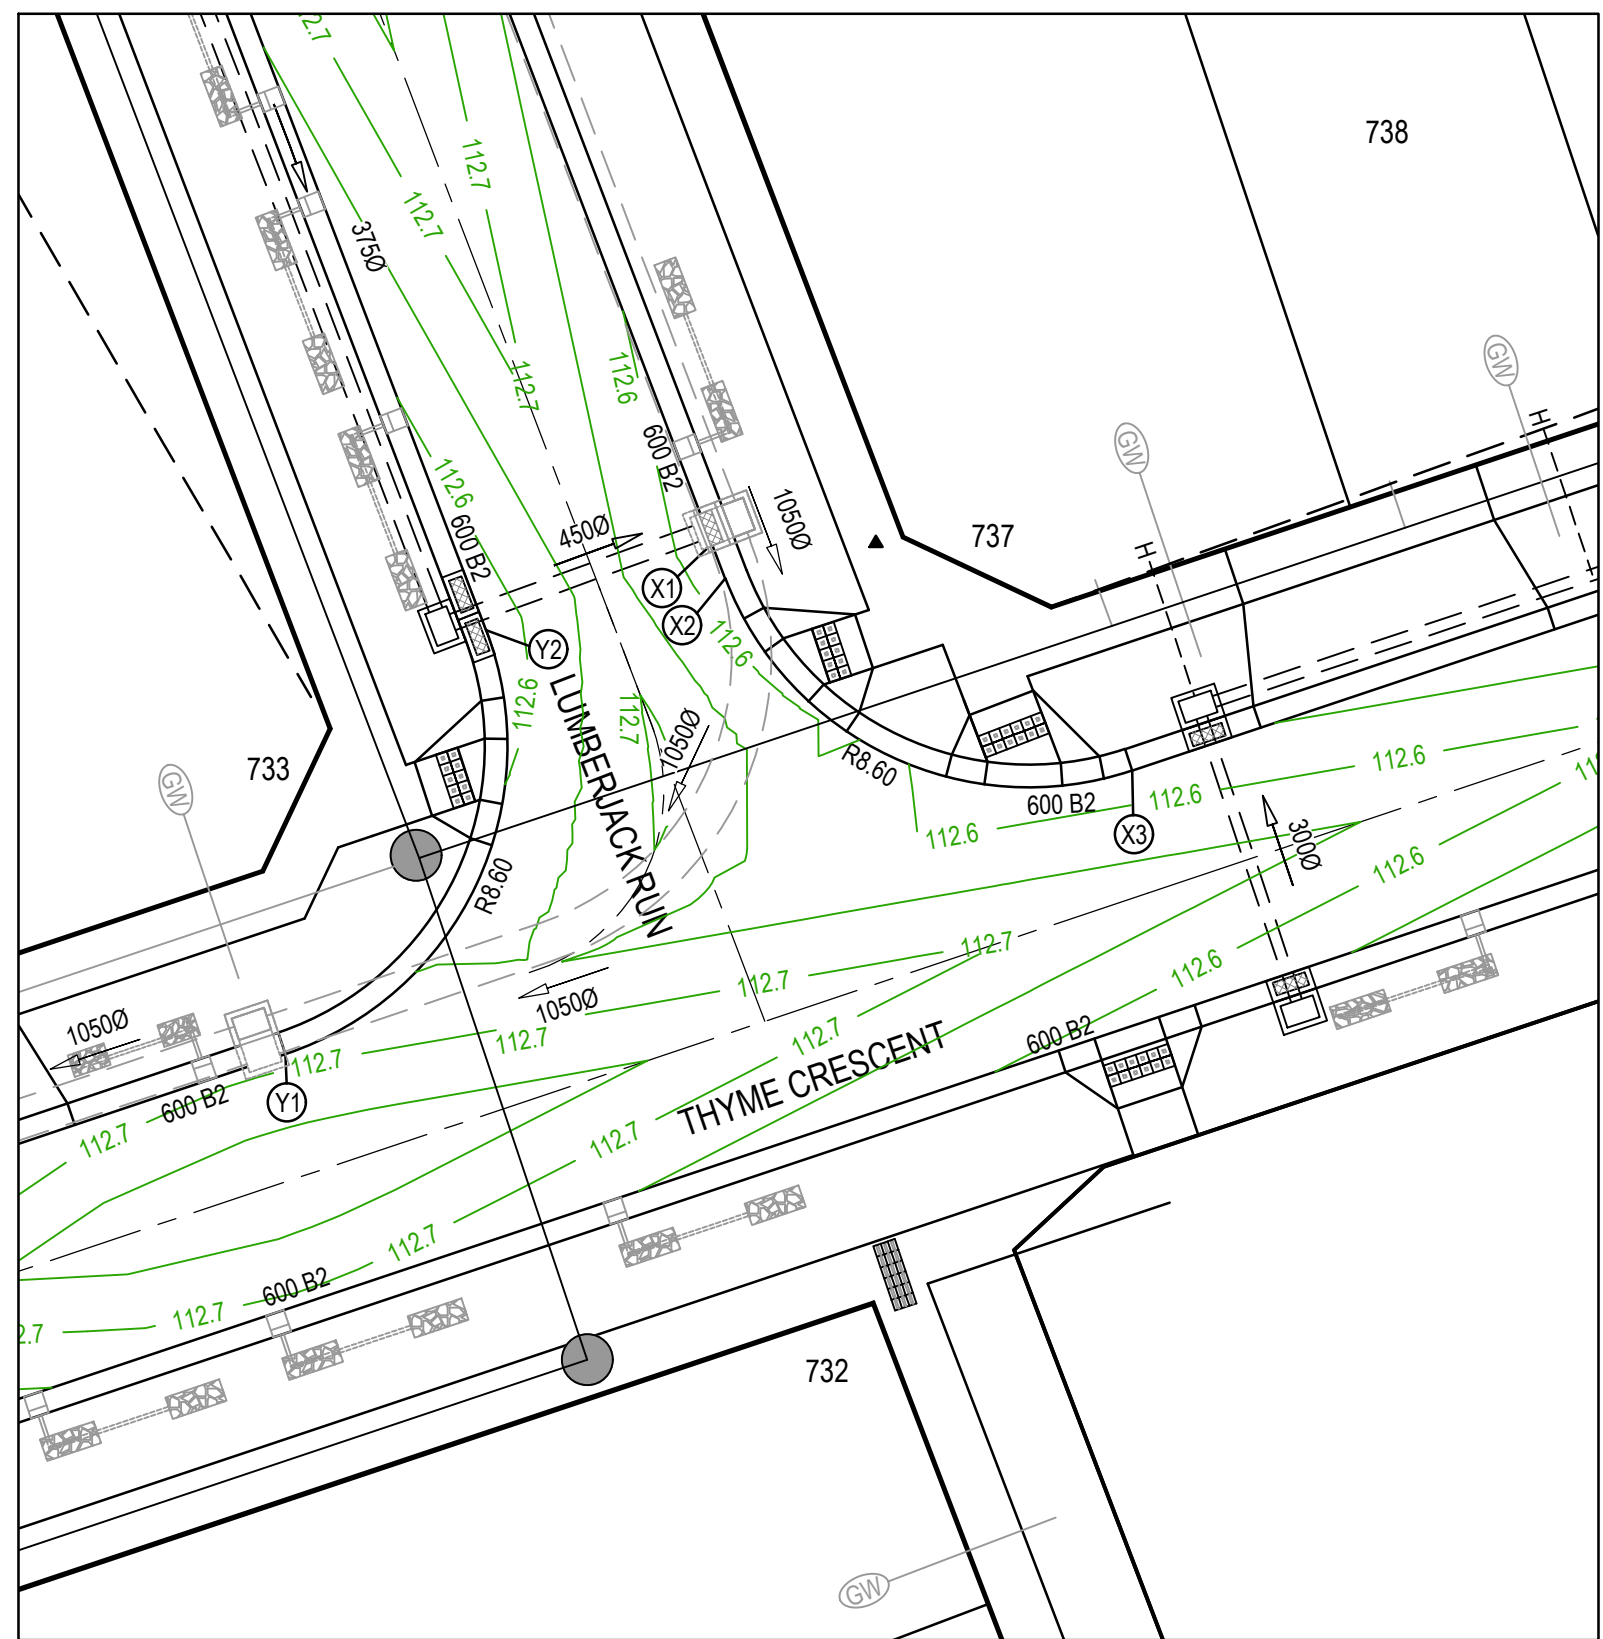 112.7
738
112.7
112.7
375Ø
112.7
112.6
GW
H
GW
600 B2
112.6
600 B2
1050Ø
450Ø
737
H
X1
X2
112.6
Y2
112.6
LUMBERJACK RUN
112.7
1050Ø
733
GW
R8.60
112.6
11
112.6
600 B2
112.6
X3
300Ø
112.6
R8.60
112.7
112.6
112.7
1050Ø
1050Ø
112.7
112.7
600 B2
112.7
THYME CRESCENT
600 B2
Y1
112.7
112.7
112.7
600 B2
112.7
2.7
732
GW